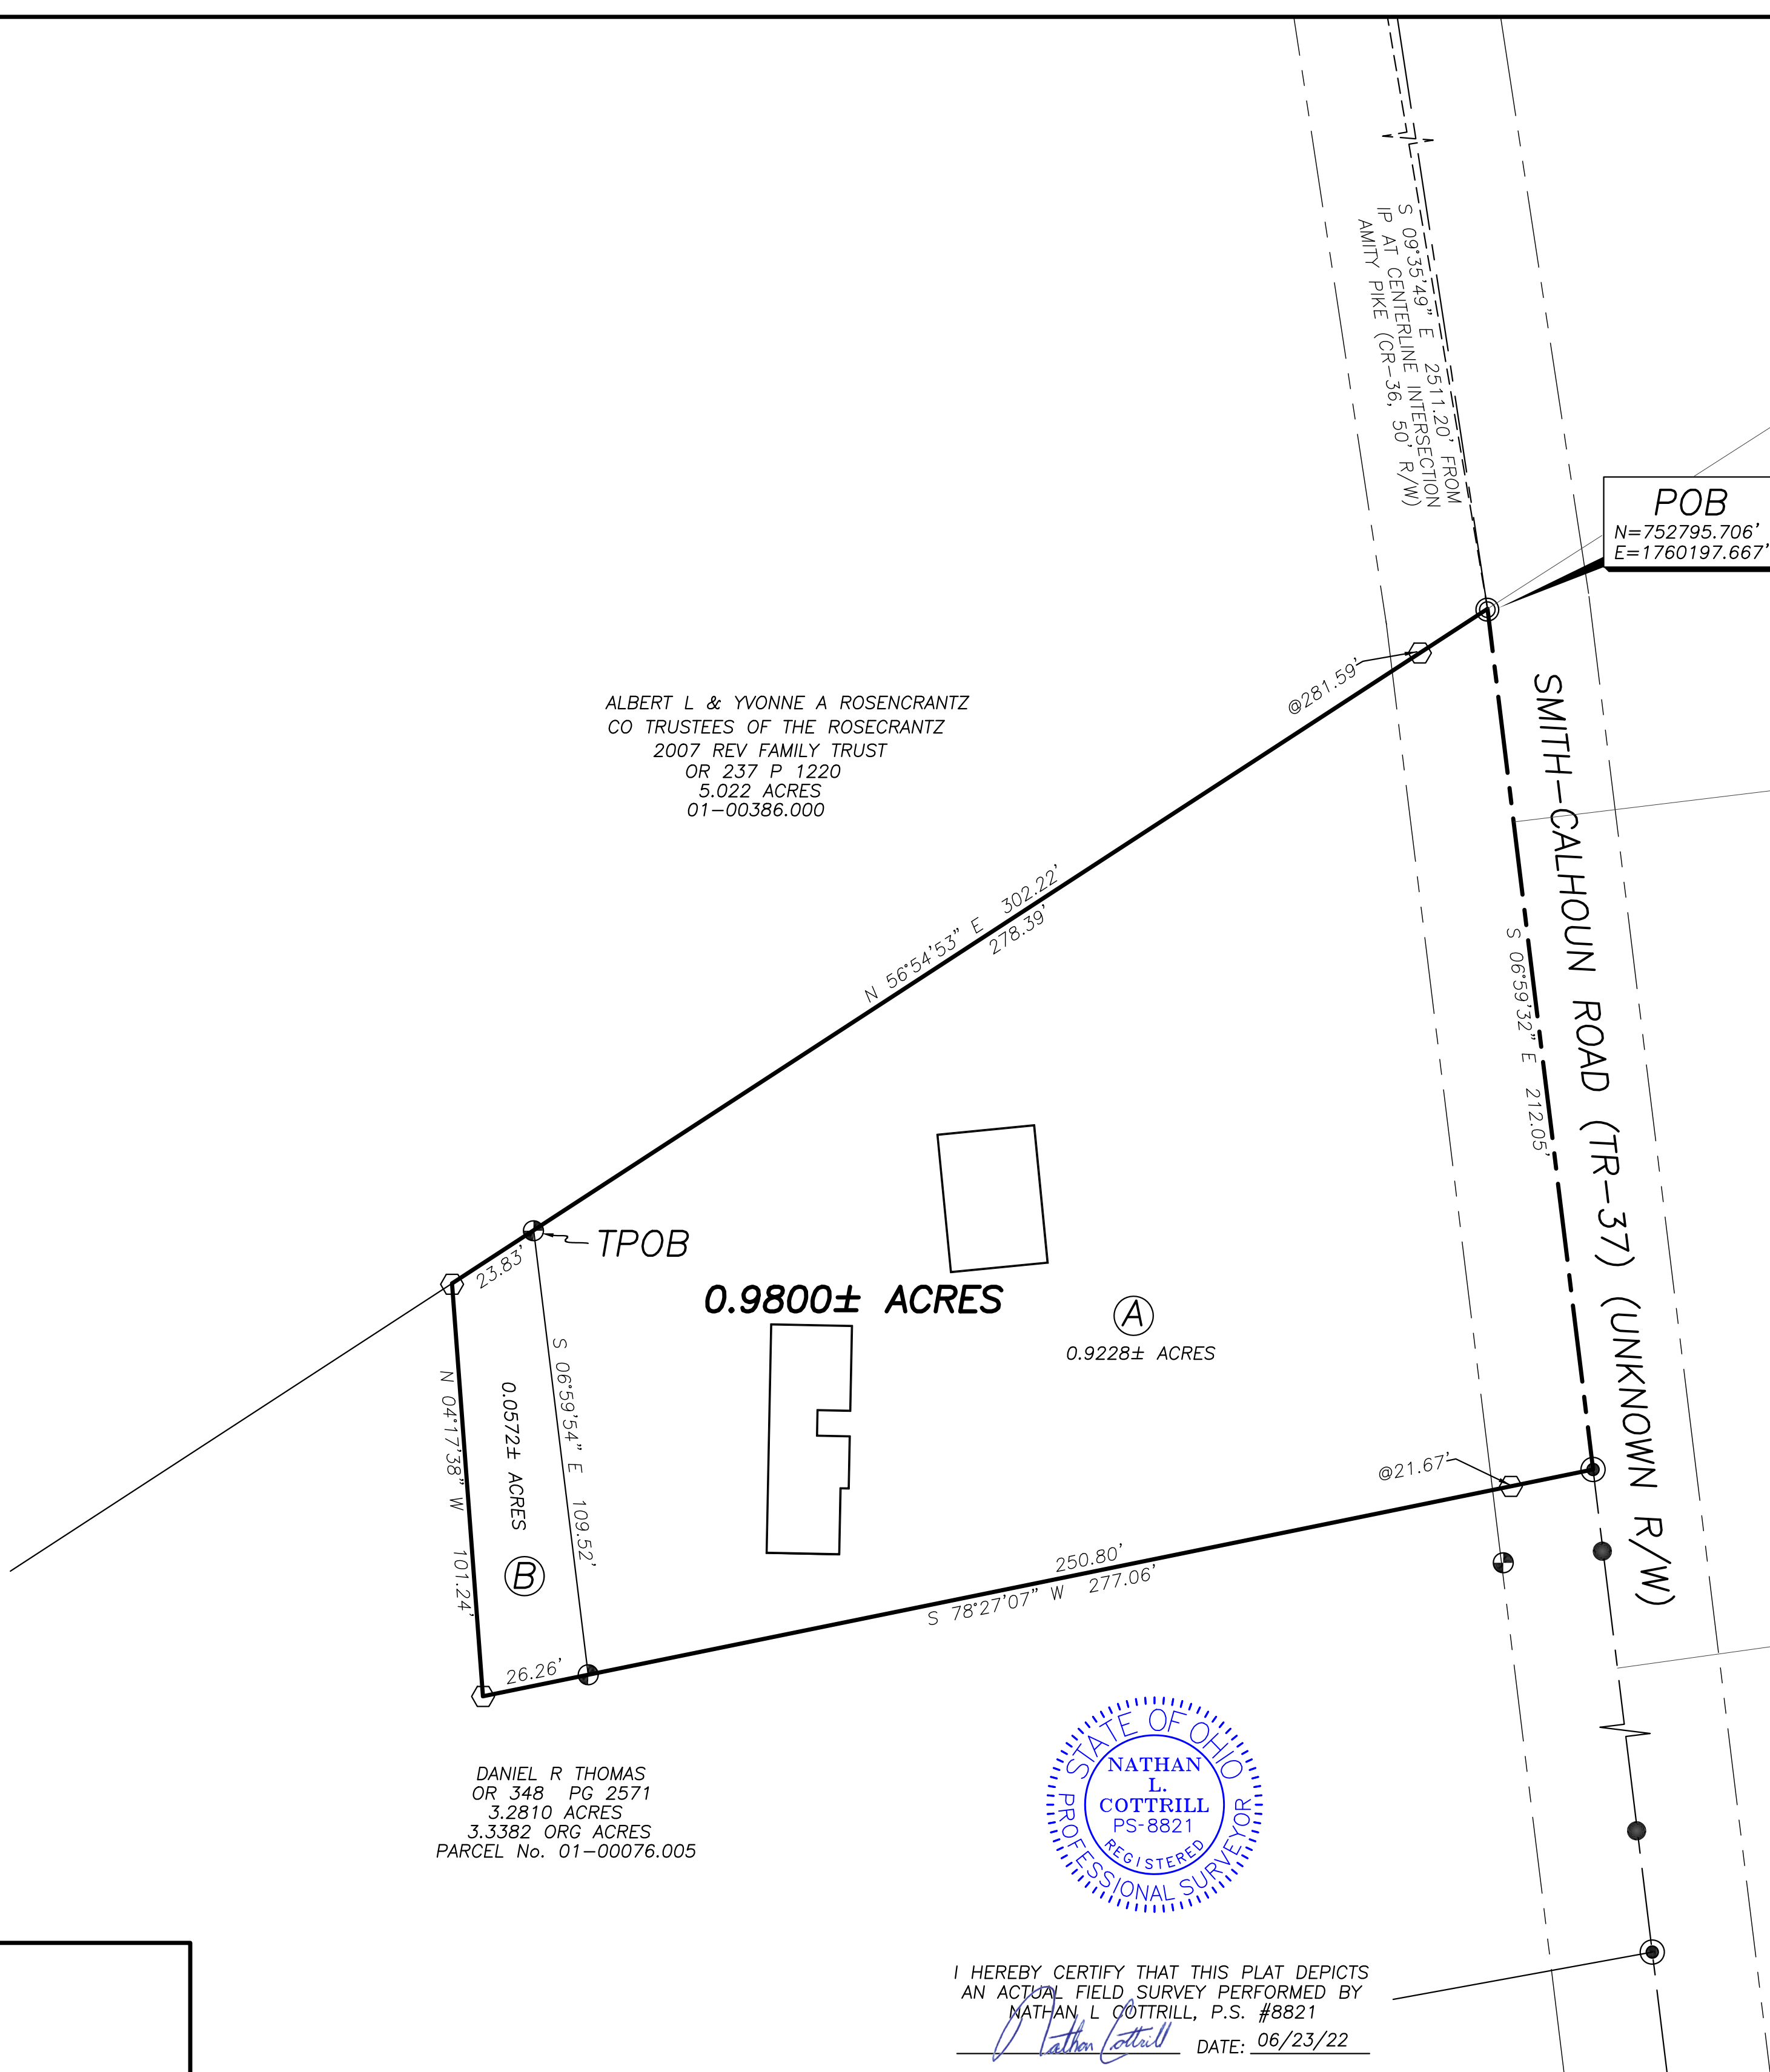 S 09°35'49" E 2511.20' FROM
IP AT CENTERLINE INTERSECTION
AMITY PIKE (CR-36, 50' R/W)
POB
N=752795.706'
E=1760197.667'
@281.59'
SMITH-CALHOUN ROAD (TR-37) (UNKNOWN R/W)
ALBERT L & YVONNE A ROSENCRANTZ
CO TRUSTEES OF THE ROSECRANTZ
2007 REV FAMILY TRUST
OR 237 P 1220
5.022 ACRES
01-00386.000
N 56°54'53" E 302.22'
278.39'
S 06°59'32" E 212.05'
TPOB
23.83'
0.9800± ACRES
A
0.9228± ACRES
N 04°17'38" W 101.24'
0.0572± ACRES
B
S 06°59'54" E 109.52'
@21.67'
250.80'
S 78°27'07" W 277.06'
26.26'
DANIEL R THOMAS
OR 348 PG 2571
3.2810 ACRES
3.3382 ORG ACRES
PARCEL No. 01-00076.005
STATE OF OHIO
NATHAN
L.
COTTRILL
PS-8821
REGISTERED
PROFESSIONAL SURVEYOR
I HEREBY CERTIFY THAT THIS PLAT DEPICTS
AN ACTUAL FIELD SURVEY PERFORMED BY
NATHAN L COTTRILL, P.S. #8821
Nathan Cottrill DATE: 06/23/22